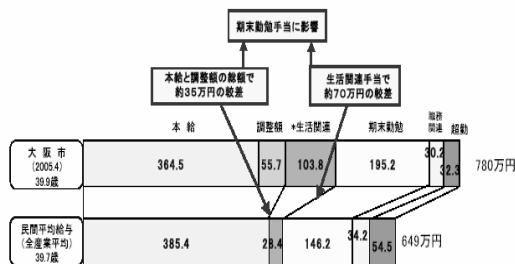 期末勤勉手当に影響
本給と調整額の総額で
約35万円の較差
生活関連手当で
約70万円の較差
本 給
調整額
*生活関連
期末勤勉
職務
関連
超勤
大 阪 市
(2005.4)
39.9歳
364.5
55.7
103.8
195.2
30.2
32.3
780万円
民間平均給与
(全産業平均)
39.7歳
385.4
28.4
146.2
34.2
54.5
649万円